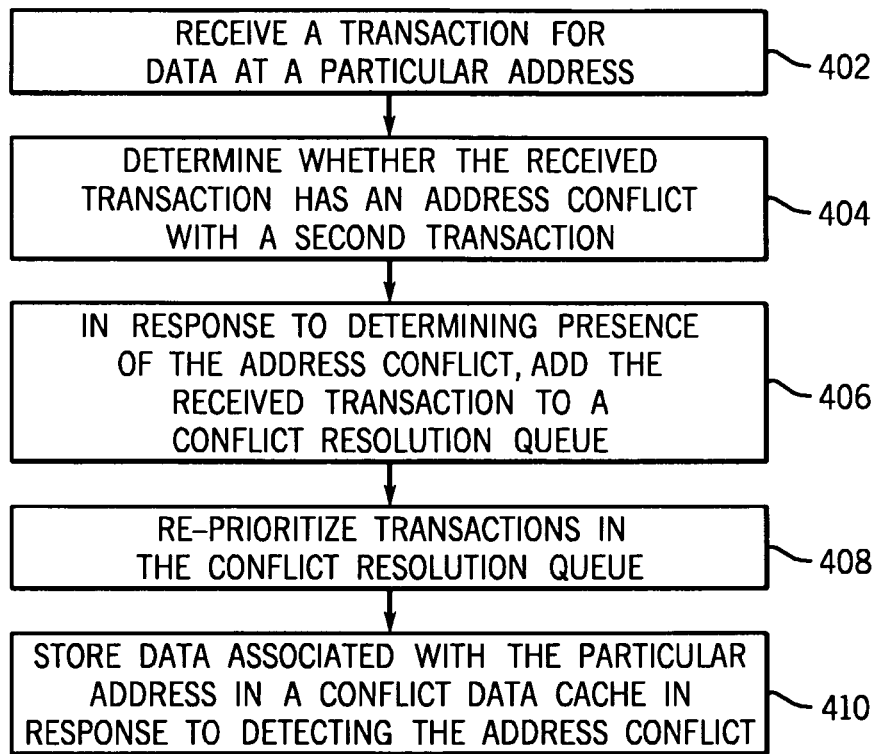 RECEIVE A TRANSACTION FOR
DATA AT A PARTICULAR ADDRESS
402
DETERMINE WHETHER THE RECEIVED
TRANSACTION HAS AN ADDRESS CONFLICT
WITH A SECOND TRANSACTION
404
IN RESPONSE TO DETERMINING PRESENCE
OF THE ADDRESS CONFLICT, ADD THE
RECEIVED TRANSACTION TO A
CONFLICT RESOLUTION QUEUE
406
RE-PRIORITIZE TRANSACTIONS IN
THE CONFLICT RESOLUTION QUEUE
408
STORE DATA ASSOCIATED WITH THE PARTICULAR
ADDRESS IN A CONFLICT DATA CACHE IN
RESPONSE TO DETECTING THE ADDRESS CONFLICT
410